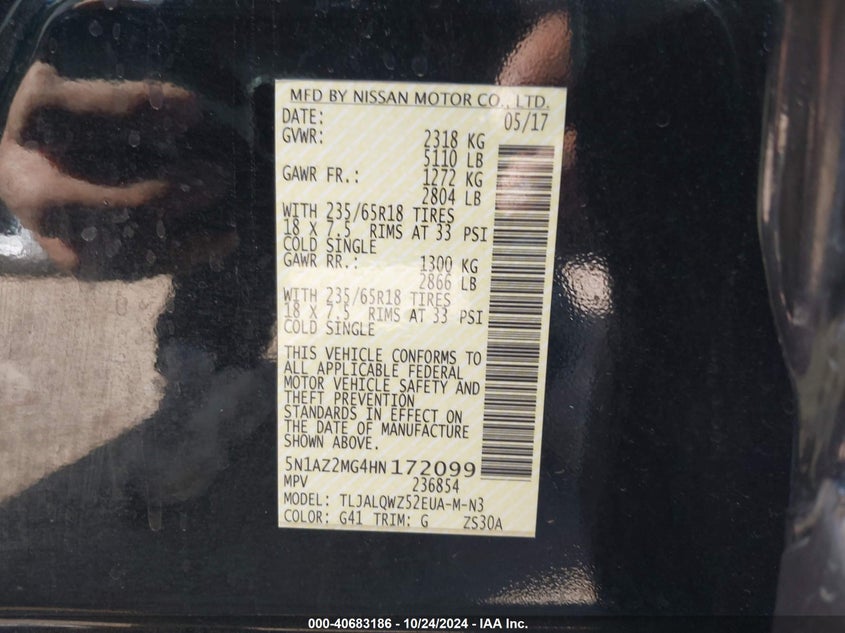 MFD BY NISSAN MOTOR CO., LTD.
DATE: 05/17
GVWR: 2318 KG
5110 LB
GAWR FR.: 1272 KG
2804 LB
WITH 235/65R18 TIRES
18 X 7.5 RIMS AT 33 PSI
COLD SINGLE
GAWR RR.: 1300 KG
2866 LB
WITH 235/65R18 TIRES
18 X 7.5 RIMS AT 33 PSI
COLD SINGLE
THIS VEHICLE CONFORMS TO
ALL APPLICABLE FEDERAL
MOTOR VEHICLE SAFETY AND
THEFT PREVENTION
STANDARDS IN EFFECT ON
THE DATE OF MANUFACTURE
SHOWN ABOVE.
5N1AZ2MG4HN172099
MPV 236854
MODEL: TLJALQWZ52EUA-M-N3
COLOR: G41 TRIM: G ZS30A
000-40683186 - 10/24/2024 - IAA Inc.